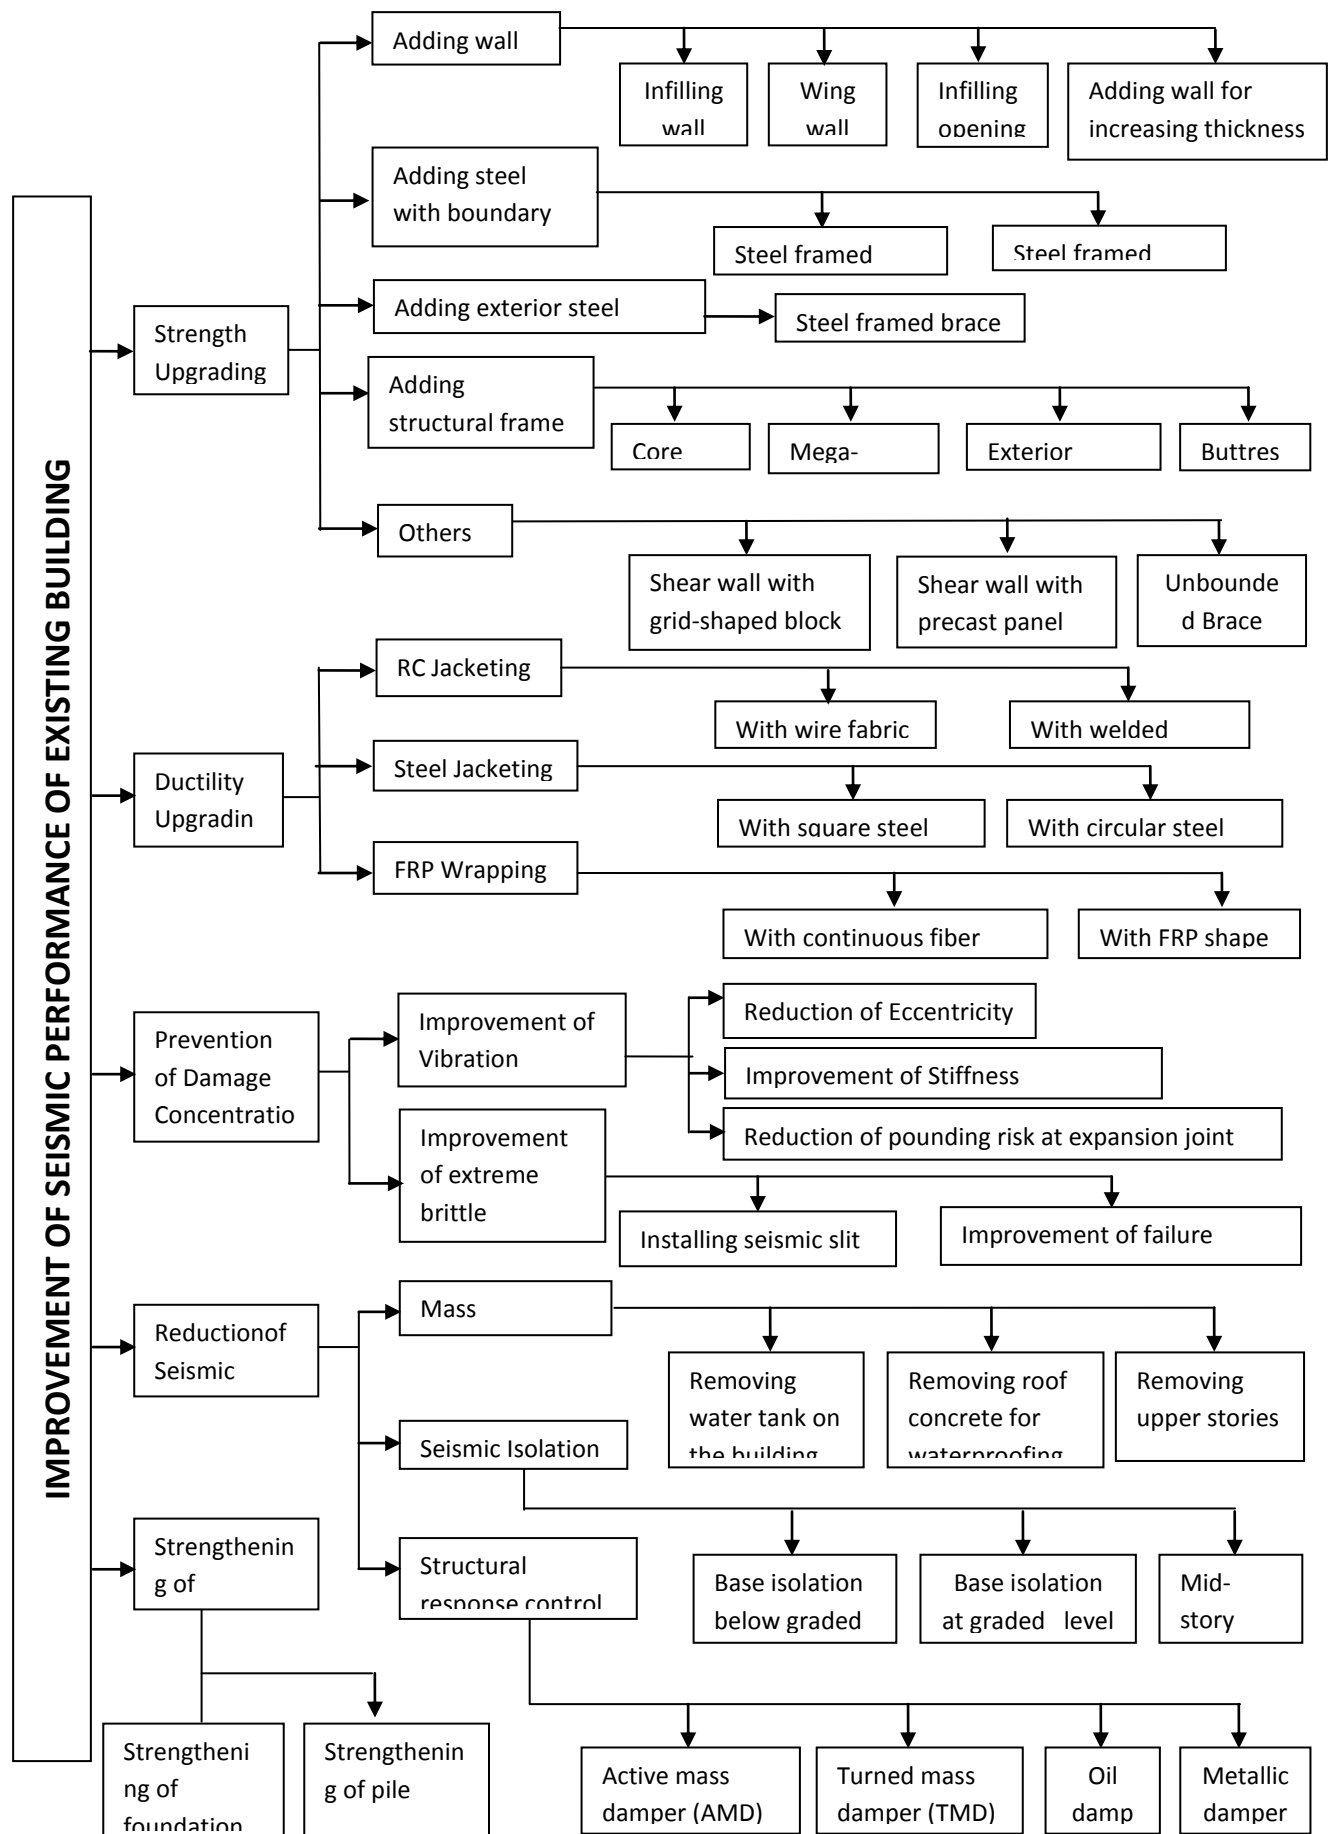 IMPROVEMENT OF SEISMIC PERFORMANCE OF EXISTING BUILDING
Strength
Upgrading
Adding wall
Infilling
wall
Wing
wall
Infilling
opening
Adding wall for
increasing thickness
Adding steel
with boundary
Steel framed
Steel framed
Adding exterior steel
Steel framed brace
Adding
structural frame
Core
Mega-
Exterior
Buttres
Others
Shear wall with
grid-shaped block
Shear wall with
precast panel
Unbounde
d Brace
Ductility
Upgradin
RC Jacketing
With wire fabric
With welded
Steel Jacketing
With square steel
With circular steel
FRP Wrapping
With continuous fiber
With FRP shape
Prevention
of Damage
Concentratio
Improvement of
Vibration
Reduction of Eccentricity
Improvement of Stiffness
Reduction of pounding risk at expansion joint
Improvement
of extreme
brittle
Installing seismic slit
Improvement of failure
Reductionof
Seismic
Mass
Removing
water tank on
the building
Removing roof
concrete for
waterproofing
Removing
upper stories
Seismic Isolation
Base isolation
below graded
Base isolation
at graded level
Mid-
story
Structural
response control
Active mass
damper (AMD)
Turned mass
damper (TMD)
Oil
damp
Metallic
damper
Strengthenin
g of
Strengtheni
ng of
foundation
Strengthenin
g of pile